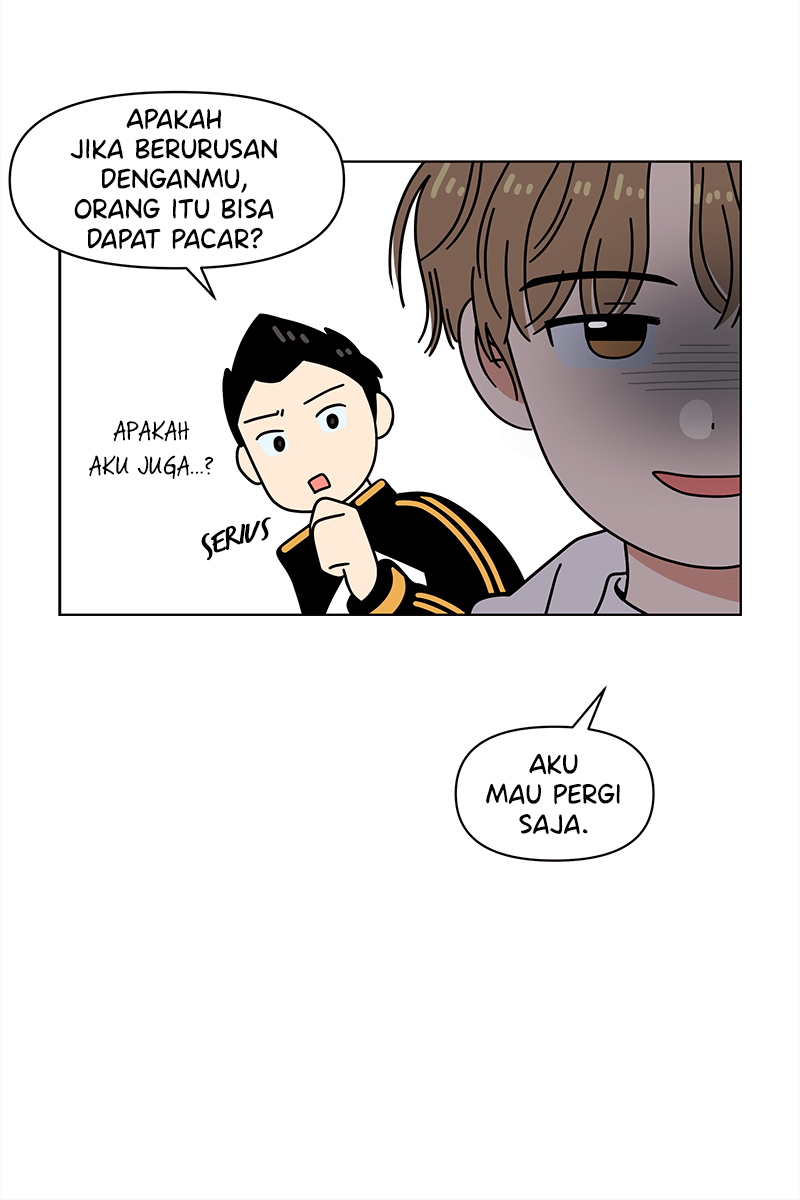 APAKAH
JIKA BERURUSAN
DENGANMU,
ORANG ITU BISA
DAPAT PACAR?
APAKAH
AKU JUGA...?
SERIUS
AKU
MAU PERGI
SAJA.